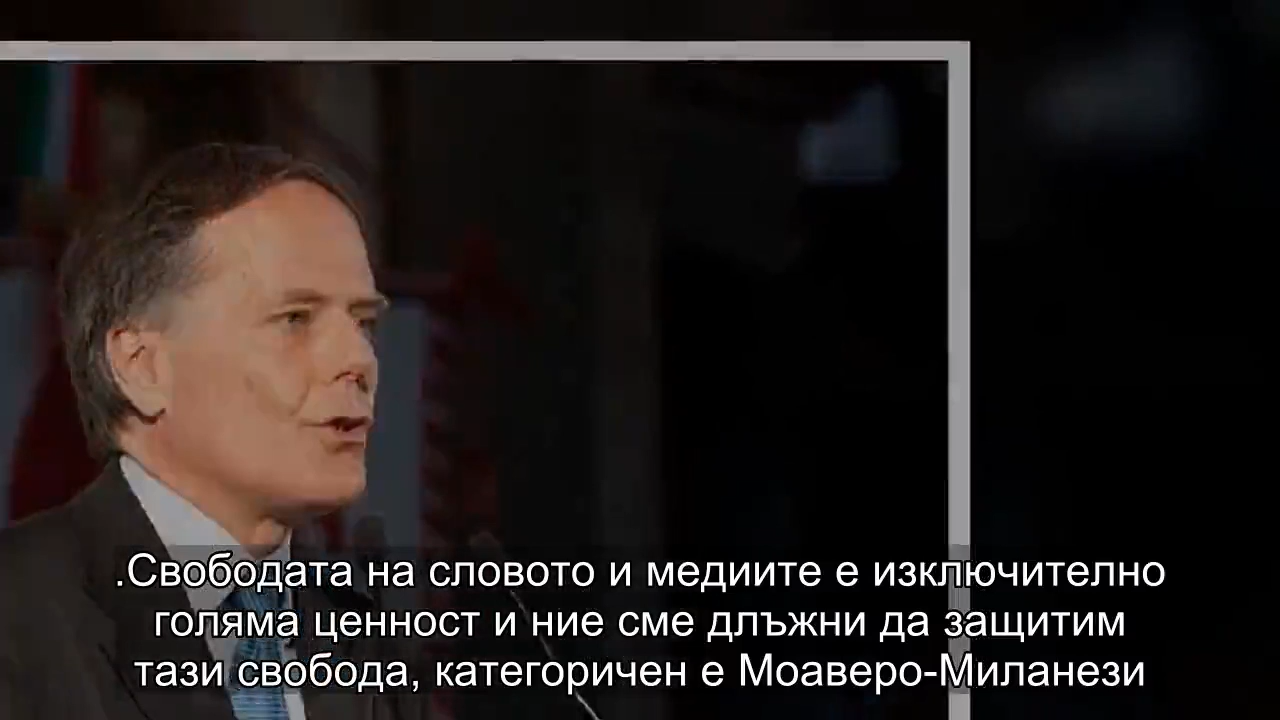 .Свободата на словото и медиите е изключително
голяма ценност и ние сме длъжни да защитим
тази свобода, категоричен е Моаверо-Миланези